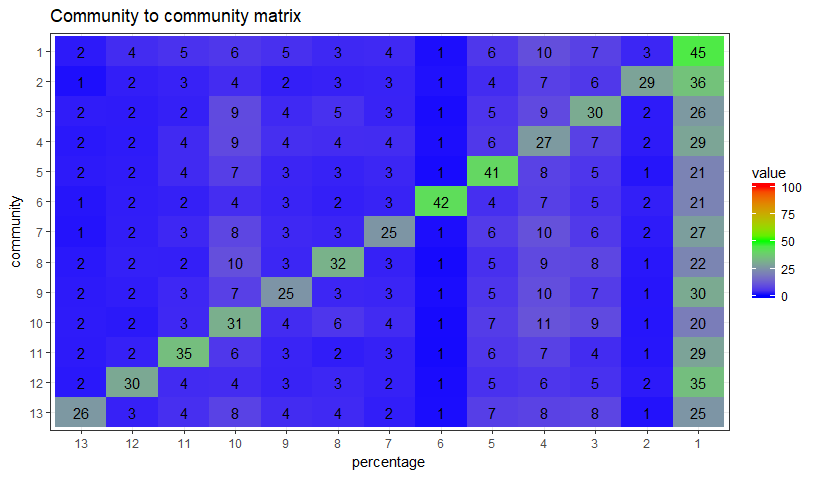 Community to community matrix
1 2 4 5 6 5 3 4 1 6 10 7 3 45
2 1 2 3 4 2 3 3 1 4 7 6 29 36
3 2 2 2 9 4 5 3 1 5 9 30 2 26
4 2 2 4 9 4 4 4 1 6 27 7 2 29
5 2 2 4 7 3 3 3 1 41 8 5 1 21
6 1 2 2 4 3 2 3 42 4 7 5 2 21
7 1 2 3 8 3 3 25 1 6 10 6 2 27
8 2 2 2 10 3 32 3 1 5 9 8 1 22
9 2 2 3 7 25 3 3 1 5 10 7 1 30
10 2 2 3 31 4 6 4 1 7 11 9 1 20
11 2 2 35 6 3 2 3 1 6 7 4 1 29
12 2 30 4 4 3 3 2 1 5 6 5 2 35
13 26 3 4 8 4 4 2 1 7 8 8 1 25
13 12 11 10 9 8 7 6 5 4 3 2 1
percentage
community
value
100
75
50
25
0